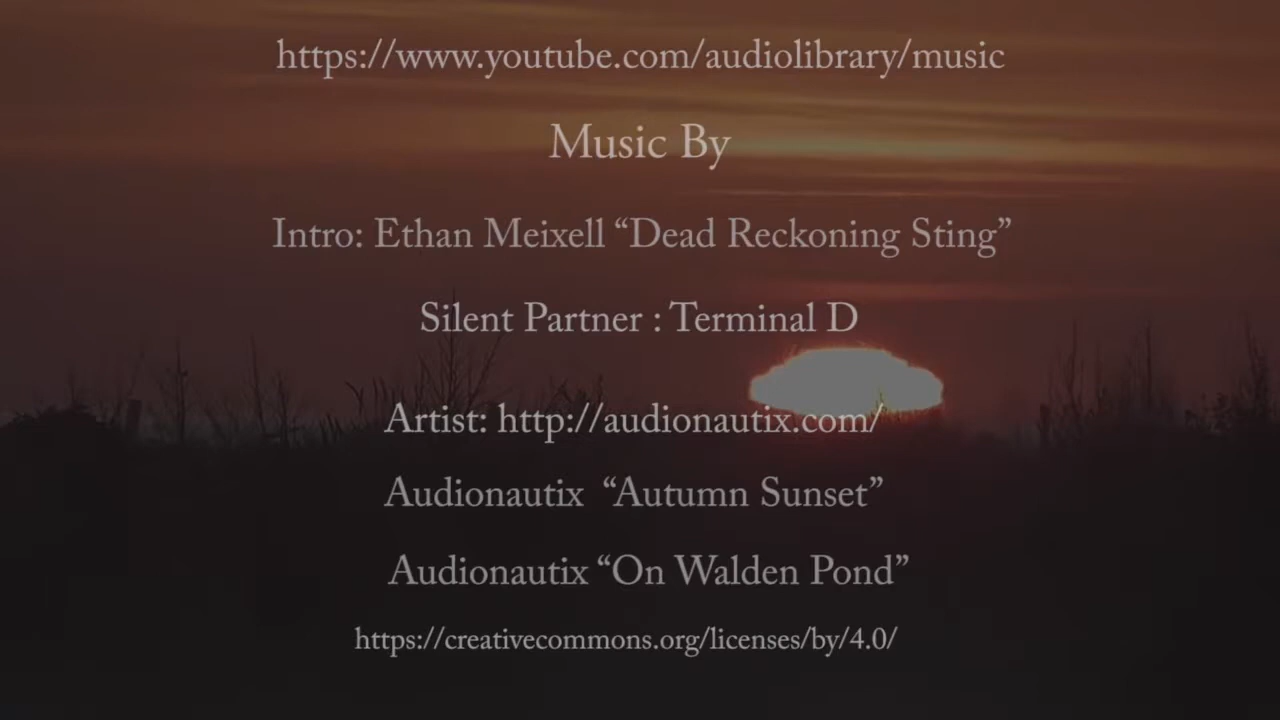 https://www.youtube.com/audiolibrary/music
Music By
Intro: Ethan Meixell “Dead Reckoning Sting”
Silent Partner : Terminal D
Artist: http://audionautix.com/
Audionautix “Autumn Sunset”
Audionautix “On Walden Pond”
https://creativecommons.org/licenses/by/4.0/